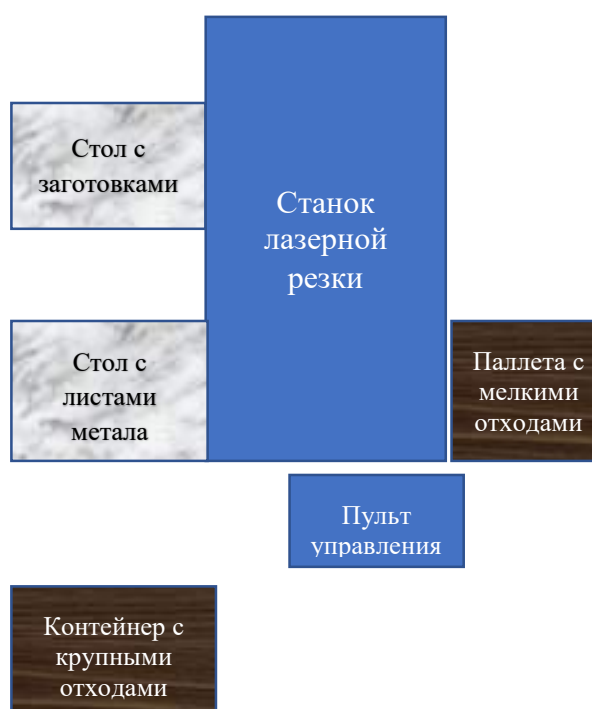 Стол с
заготовками
Станок
лазерной
резки
Стол с
листами
метала
Паллета с
мелкими
отходами
Пульт
управления
Контейнер с
крупными
отходами